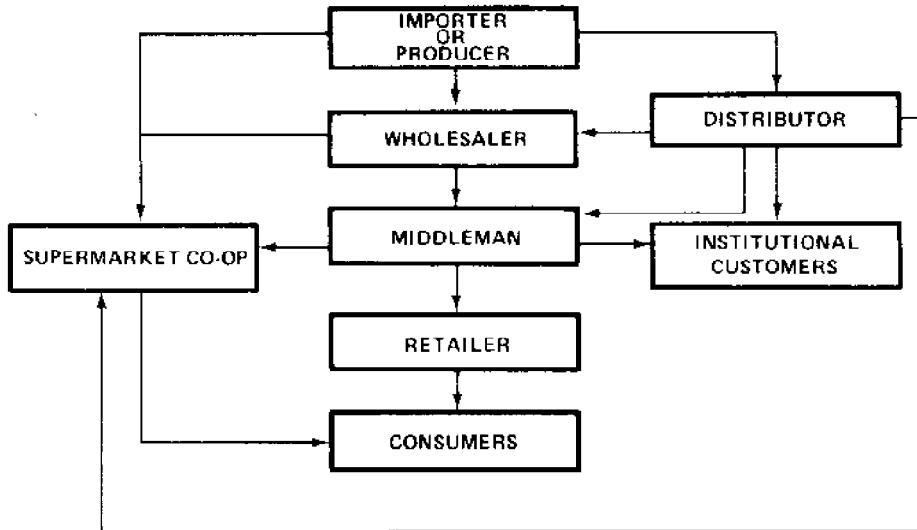 IMPORTER
OR
PRODUCER
DISTRIBUTOR
WHOLESALER
MIDDLEMAN
INSTITUTIONAL
CUSTOMERS
SUPERMARKET CO-OP
RETAILER
CONSUMERS